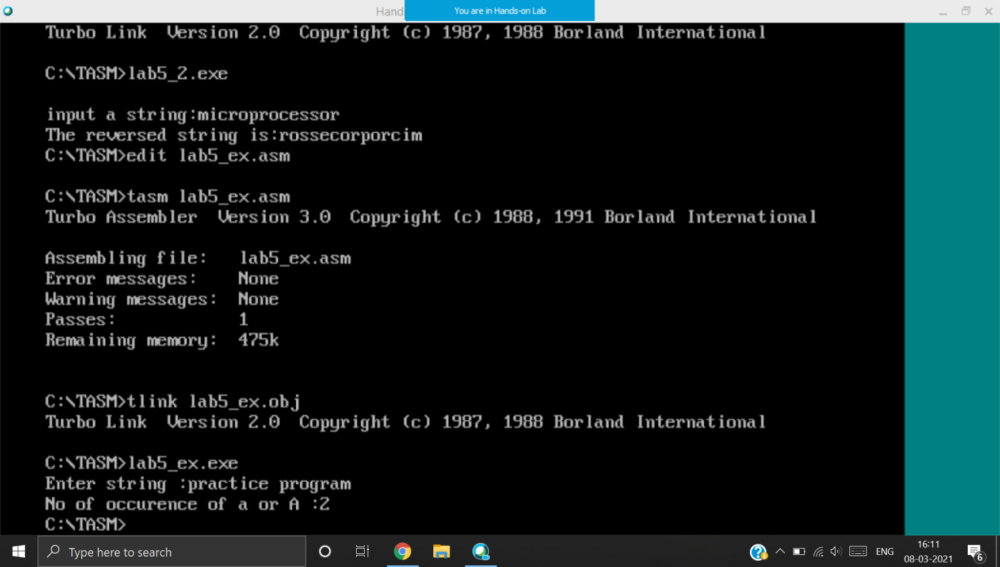 Hands
You are in Hands-on Lab
Turbo Link  Version 2.0  Copyright (c) 1987, 1988 Borland International
C:\TASM>lab5_2.exe
input a string:microprocessor
The reversed string is:rossecorporcim
C:\TASM>edit lab5_ex.asm
C:\TASM>tasm lab5_ex.asm
Turbo Assembler  Version 3.0  Copyright (c) 1988, 1991 Borland International
Assembling file:   lab5_ex.asm
Error messages:    None
Warning messages:  None
Passes:            1
Remaining memory:  475k
C:\TASM>tlink lab5_ex.obj
Turbo Link  Version 2.0  Copyright (c) 1987, 1988 Borland International
C:\TASM>lab5_ex.exe
Enter string :practice program
No of occurence of a or A :2
C:\TASM>
Type here to search
ENG
16:11
08-03-2021
6